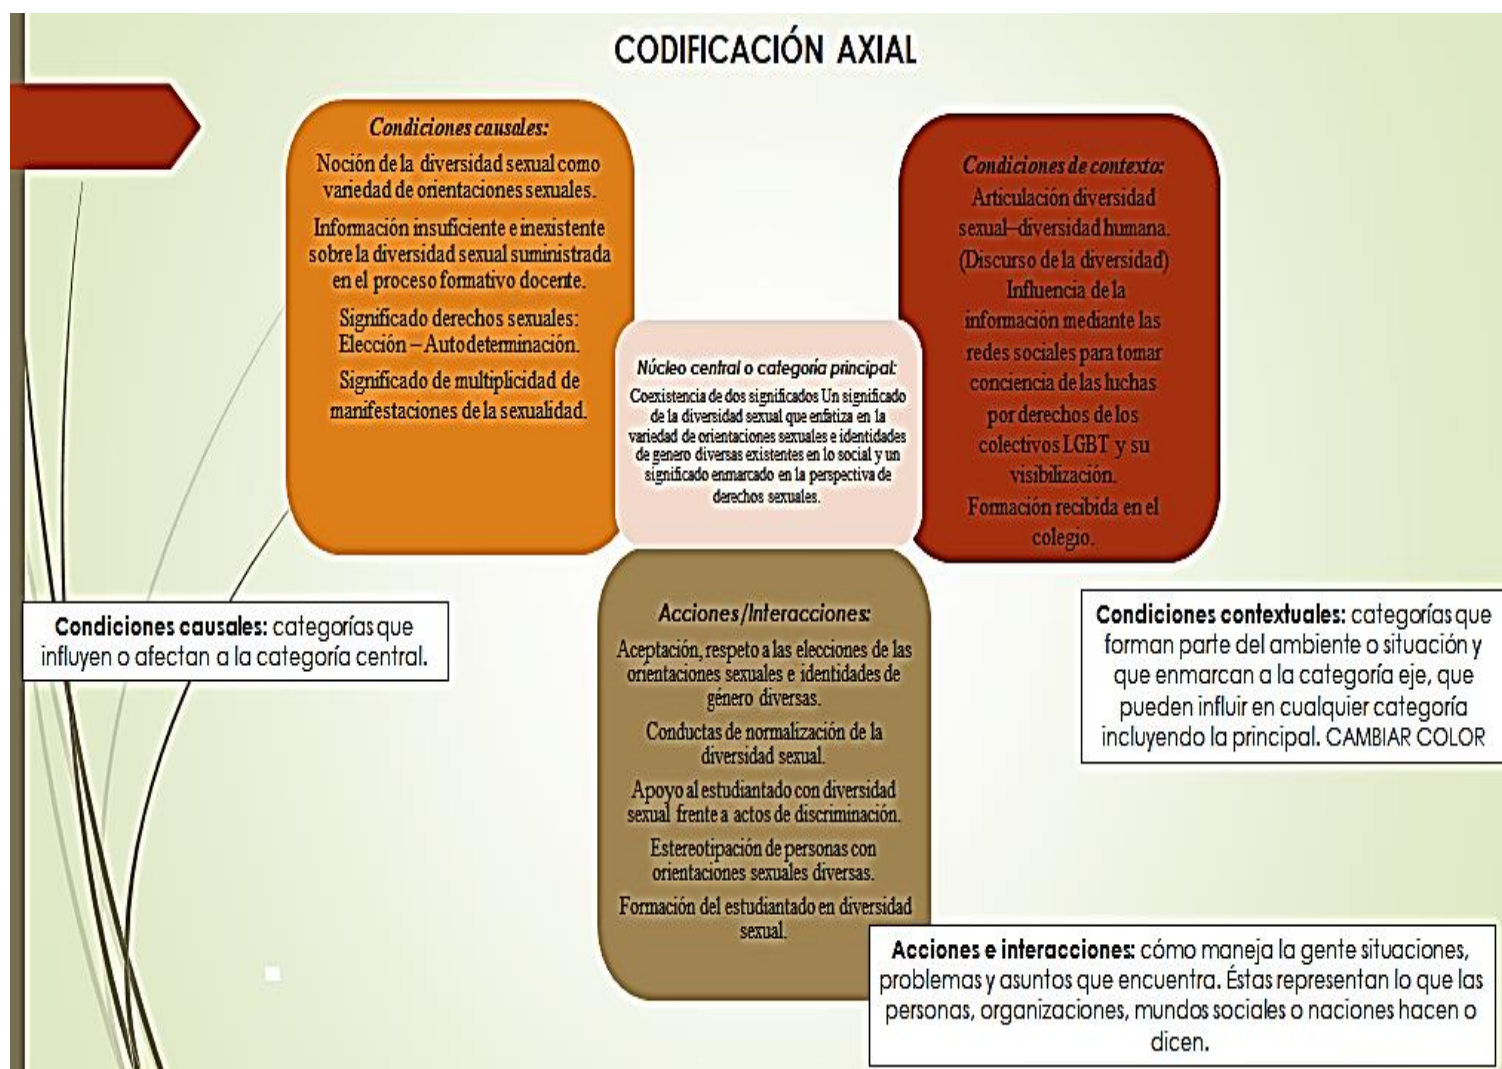 CODIFICACIÓN AXIAL
Condiciones causales:
Noción de la diversidad sexual como
variedad de orientaciones sexuales.
Información insuficiente e inexistente
sobre la diversidad sexual suministrada
en el proceso formativo docente.
Significado derechos sexuales:
Elección – Autodeterminación.
Significado de multiplicidad de
manifestaciones de la sexualidad.
Condiciones de contexto:
Articulación diversidad
sexual–diversidad humana.
(Discurso de la diversidad)
Influencia de la
información mediante las
redes sociales para tomar
conciencia de las luchas
por derechos de los
colectivos LGBT y su
visibilización.
Formación recibida en el
colegio.
Núcleo central o categoría principal:
Coexistencia de dos significados Un significado
de la diversidad sexual que enfatiza en la
variedad de orientaciones sexuales e identidades
de genero diversas existentes en lo social y un
significado enmarcado en la perspectiva de
derechos sexuales.
Acciones/Interacciones:
Aceptación, respeto a las elecciones de las
orientaciones sexuales e identidades de
género diversas.
Conductas de normalización de la
diversidad sexual.
Apoyo al estudiantado con diversidad
sexual frente a actos de discriminación.
Estereotipación de personas con
orientaciones sexuales diversas.
Formación del estudiantado en diversidad
sexual.
Condiciones causales: categorías que
influyen o afectan a la categoría central.
Condiciones contextuales: categorías que
forman parte del ambiente o situación y
que enmarcan a la categoría eje, que
pueden influir en cualquier categoría
incluyendo la principal. CAMBIAR COLOR
Acciones e interacciones: cómo maneja la gente situaciones,
problemas y asuntos que encuentra. Éstas representan lo que las
personas, organizaciones, mundos sociales o naciones hacen o
dicen.